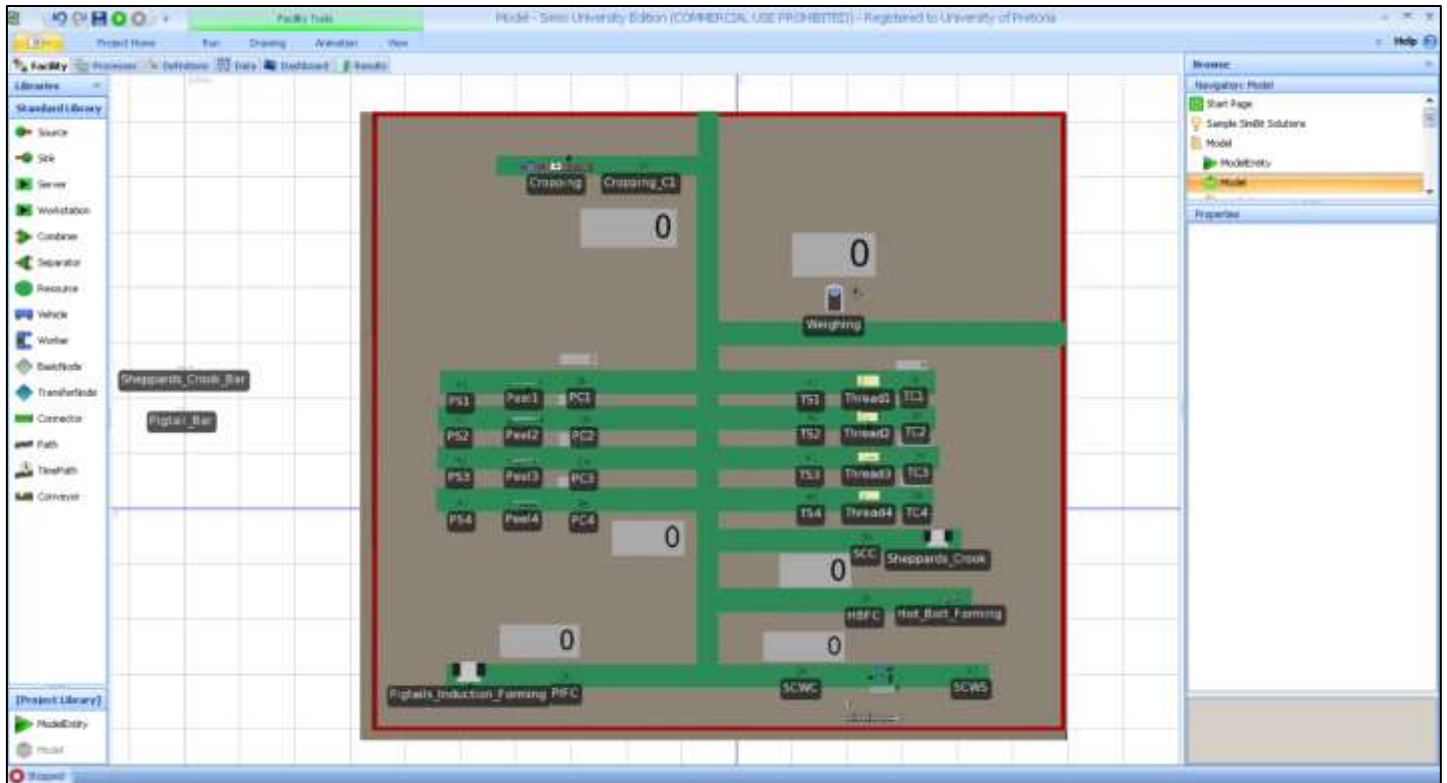 Facility Tools
Model - Simio University Edition (COMMERCIAL USE PROHIBITED) - Registered to University of Pretoria
Project Home Run Drawing Animation View
Help
Facility Processes Definitions Data Dashboard Results
Libraries
Standard Library
Source
Sink
Server
Workstation
Combiner
Separator
Resource
Vehicle
Worker
BasicNode
TransferNode
Connector
Path
TimePath
Conveyor
[Project Library]
ModelEntity
Model
Stopped
Sheppards_Crook_Bar
Pigtail_Bar
Cropping Cropping_C1
0
0
Weighing
PS1 Peel1 PC1
PS2 Peel2 PC2
PS3 Peel3 PC3
PS4 Peel4 PC4
0
TS1 Thread1 TC1
TS2 Thread2 TC2
TS3 Thread3 TC3
TS4 Thread4 TC4
SCC Sheppards_Crook
0
HBFC Hot_Bart_Forming
0
0
Pigtails_Induction_Forming PIFC
SCWC SCWS
Browse
Navigation: Model
Start Page
Sample SimBit Solutions
Model
ModelEntity
Model
Properties